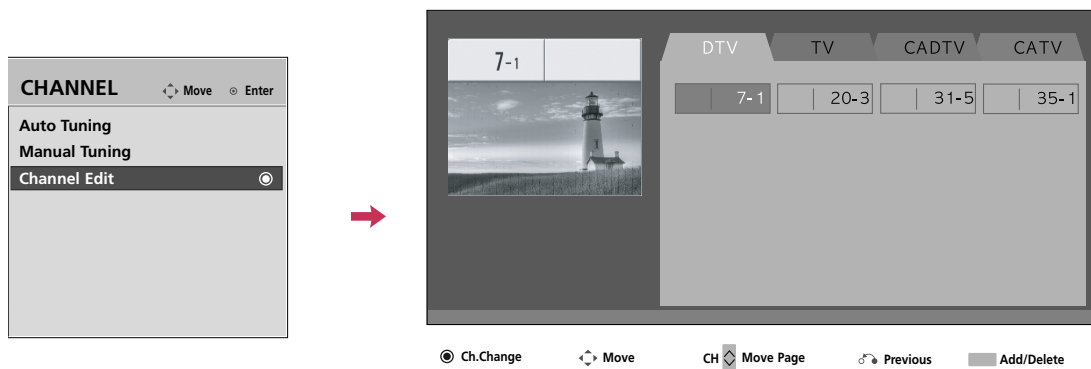 CHANNEL Move Enter
Auto Tuning
Manual Tuning
Channel Edit
7-1
DTV TV CADTV CATV
7-1 20-3 31-5 35-1
Ch.Change Move CH Move Page Previous Add/Delete